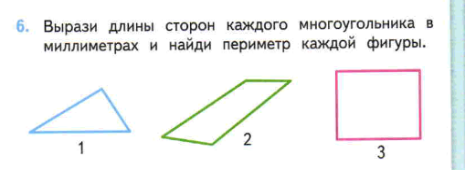 6. Вырази длины сторон каждого многоугольника в
миллиметрах и найди периметр каждой фигуры.
1
2
3